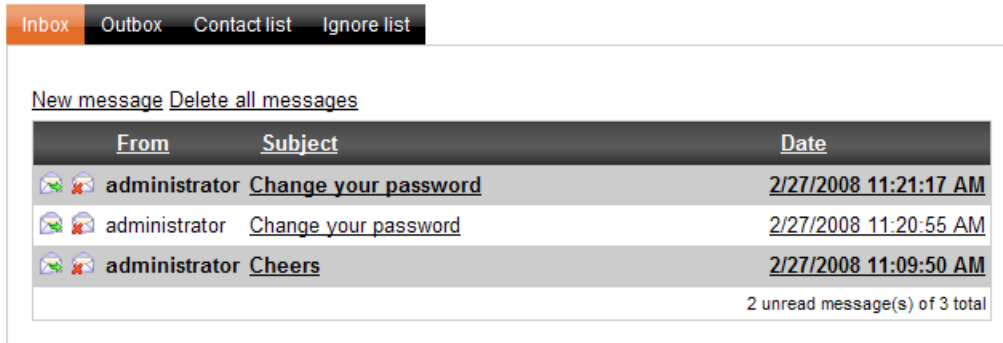 Inbox Outbox Contact list Ignore list
New message Delete all messages
From Subject Date
administrator Change your password 2/27/2008 11:21:17 AM
administrator Change your password 2/27/2008 11:20:55 AM
administrator Cheers 2/27/2008 11:09:50 AM
2 unread message(s) of 3 total